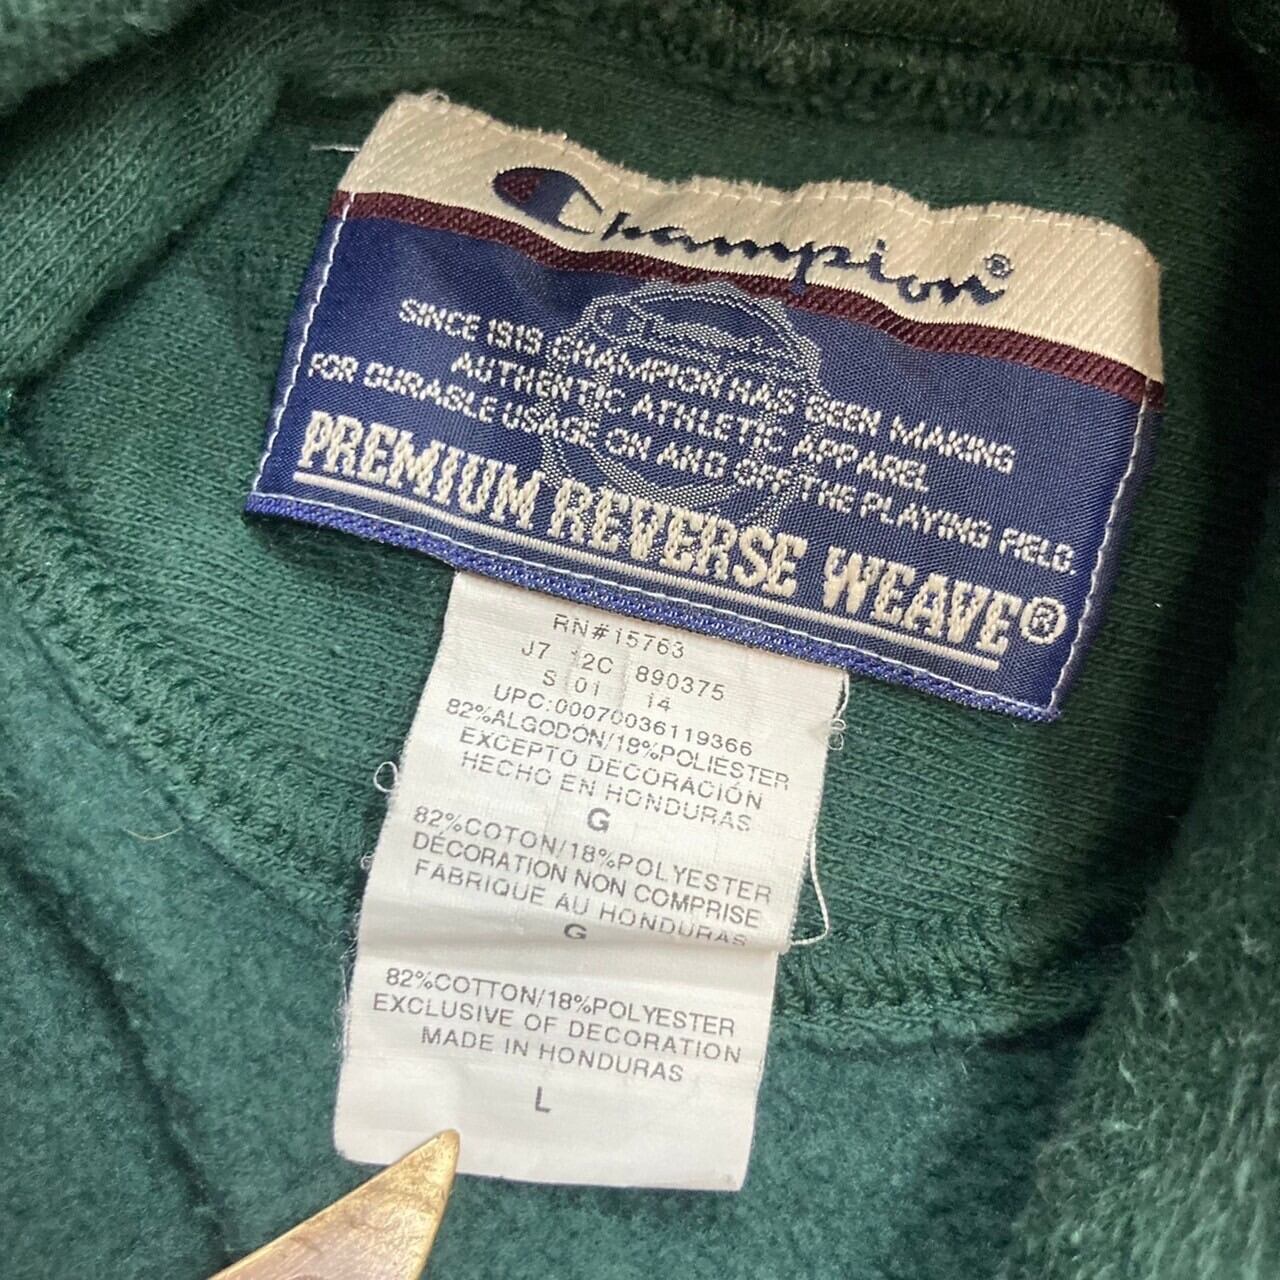 Champion®
SINCE 1919 CHAMPION HAS BEEN MAKING
AUTHENTIC ATHLETIC APPAREL
FOR DURABLE USAGE ON AND OFF THE PLAYING FIELD.
PREMIUM REVERSE WEAVE®
RN#15763
J7 12C 890375
S 01 14
UPC:00070036119366
82%ALGODON/18%POLIÉSTER
EXCEPTO DECORACIÓN
HECHO EN HONDURAS
G
82%COTON/18%POLYESTER
DÉCORATION NON COMPRISE
FABRIQUE AU HONDURAS
G
82%COTTON/18%POLYESTER
EXCLUSIVE OF DECORATION
MADE IN HONDURAS
L